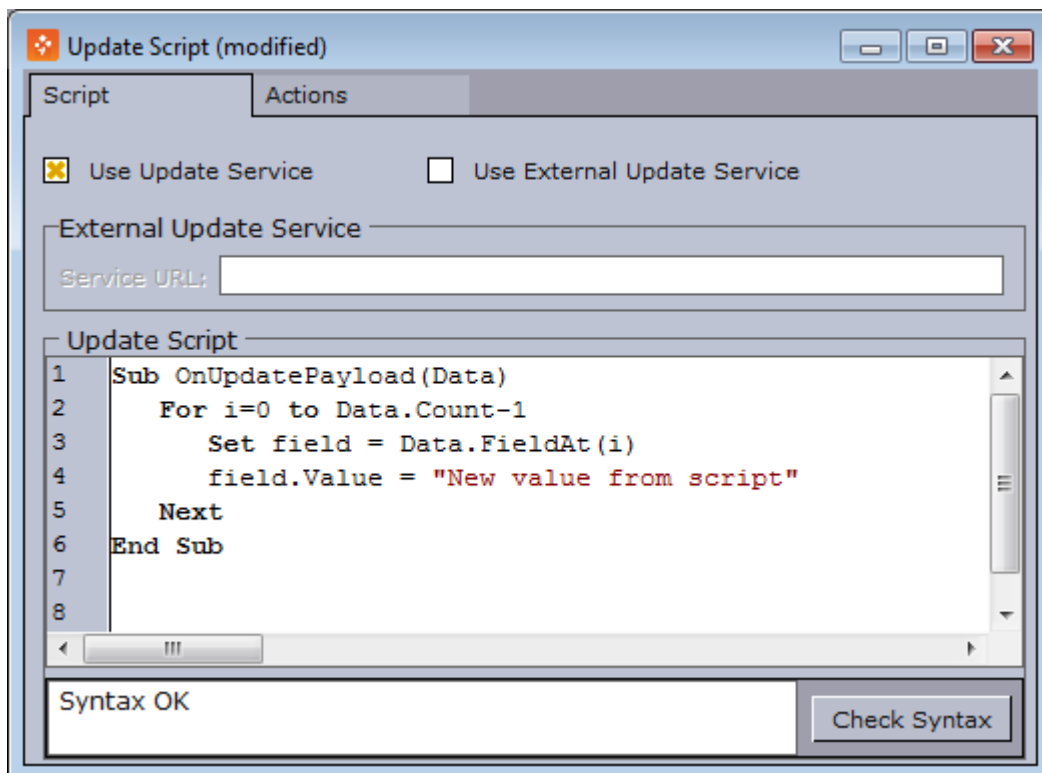 Update Script (modified)
Script Actions
Use Update Service Use External Update Service
External Update Service
Service URL:
Update Script
1 Sub OnUpdatePayload(Data)
2 For i=0 to Data.Count-1
3 Set field = Data.FieldAt(i)
4 field.Value = "New value from script"
5 Next
6 End Sub
7
8
Syntax OK
Check Syntax